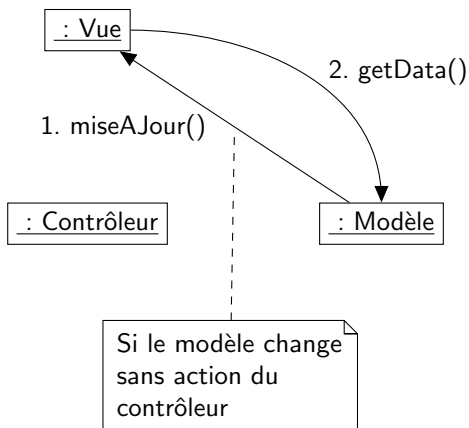 : Vue
2. getData()
1. miseAJour()
: Contrôleur
: Modèle
Si le modèle change
sans action du
contrôleur